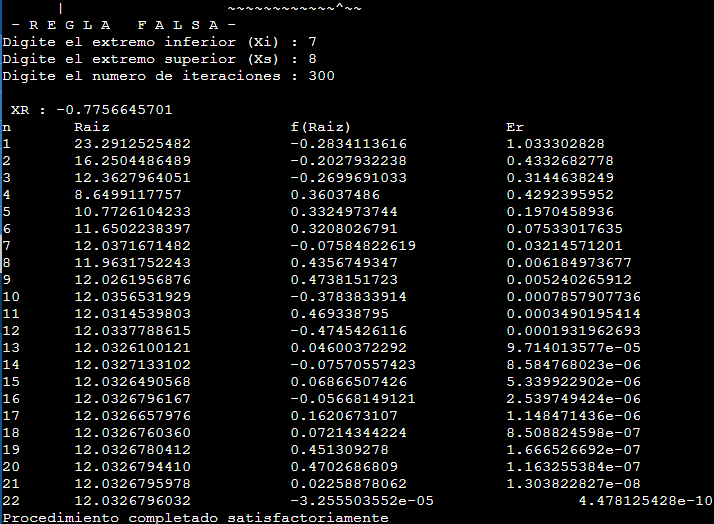 | ~~~~~~~~~~~~^~~
- R E G L A   F A L S A -
Digite el extremo inferior (Xi) : 7
Digite el extremo superior (Xs) : 8
Digite el numero de iteraciones : 300
XR : -0.7756645701
n Raiz f(Raiz) Er
1 23.2912525482 -0.2834113616 1.033302828
2 16.2504486489 -0.2027932238 0.4332682778
3 12.3627964051 -0.2699691033 0.3144638249
4 8.6499117757 0.36037486 0.4292395952
5 10.7726104233 0.3324973744 0.1970458936
6 11.6502238397 0.3208026791 0.07533017635
7 12.0371671482 -0.07584822619 0.03214571201
8 11.9631752243 0.4356749347 0.006184973677
9 12.0261956876 0.4738151723 0.005240265912
10 12.0356531929 -0.3783833914 0.0007857907736
11 12.0314539803 0.469338795 0.0003490195414
12 12.0337788615 -0.4745426116 0.0001931962693
13 12.0326100121 0.04600372292 9.714013577e-05
14 12.0327133102 -0.07570557423 8.584768023e-06
15 12.0326490568 0.06866507426 5.339922902e-06
16 12.0326796167 -0.05668149121 2.539749424e-06
17 12.0326657976 0.1620673107 1.148471436e-06
18 12.0326760360 0.07214344224 8.508824598e-07
19 12.0326780412 0.451309278 1.666526692e-07
20 12.0326794410 0.4702686809 1.163255384e-07
21 12.0326795978 0.02258878062 1.303822827e-08
22 12.0326796032 -3.255503552e-05 4.478125428e-10
Procedimiento completado satisfactoriamente